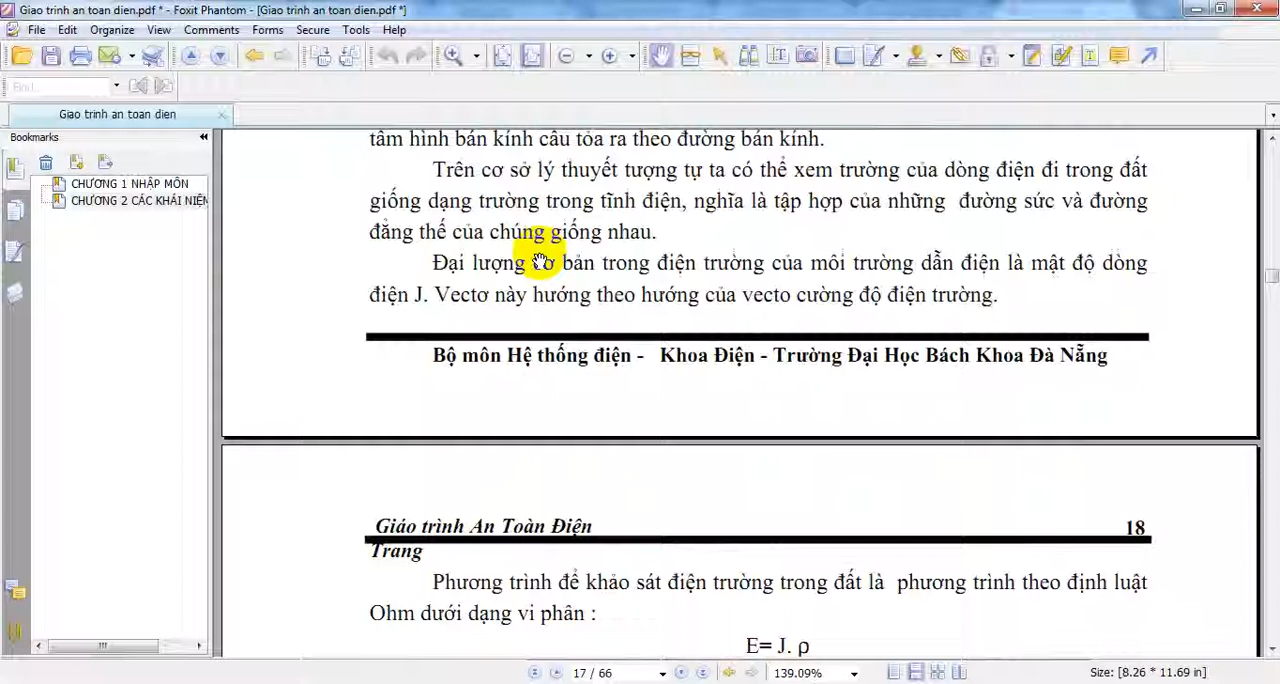 Giao trinh an toan dien.pdf * - Foxit Phantom - [Giao trinh an toan dien.pdf *]
File Edit Organize View Comments Forms Secure Tools Help
Find:
Giao trinh an toan dien
Bookmarks
CHƯƠNG 1 NHẬP MÔN
CHƯƠNG 2 CÁC KHÁI NIỆM
tâm hình bán kính câu tỏa ra theo đường bán kính.
Trên cơ sở lý thuyết tượng tự ta có thể xem trường của dòng điện đi trong đất
giống dạng trường trong tĩnh điện, nghĩa là tập hợp của những đường sức và đường
đẳng thế của chúng giống nhau.
Đại lượng cơ bản trong điện trường của môi trường dẫn điện là mật độ dòng
điện J. Vectơ này hướng theo hướng của vecto cường độ điện trường.
Bộ môn Hệ thống điện - Khoa Điện - Trường Đại Học Bách Khoa Đà Nẵng
Giáo trình An Toàn Điện 18
Trang
Phương trình để khảo sát điện trường trong đất là phương trình theo định luật
Ohm dưới dạng vi phân :
E= J. ρ
17 / 66 139.09% Size: [8.26 * 11.69 in]